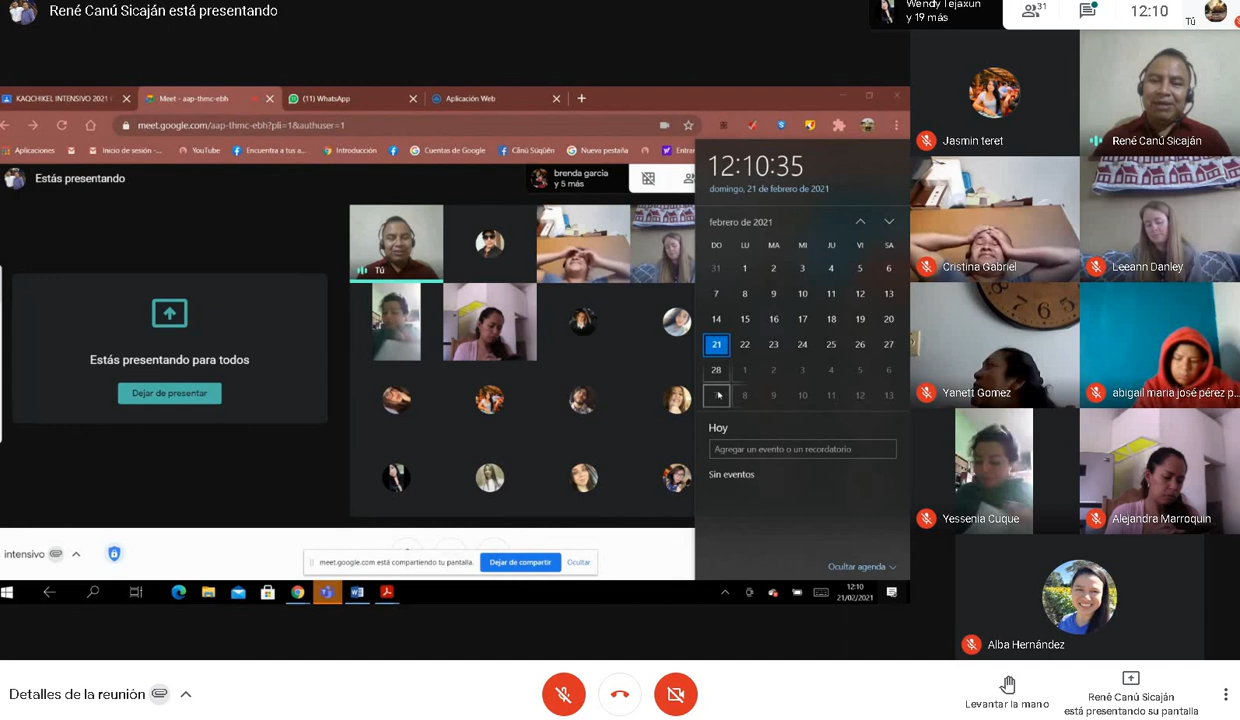 René Canú Sicaján está presentando
Wendy Tejaxún
y 19 más
31
12:10
Tú
KAQCHIKEL INTENSIVO 2021
Meet - aap-thmc-ebh
(11) WhatsApp
Aplicación Web
meet.google.com/aap-thmc-ebh?pli=1&authuser=1
Aplicaciones
Inicio de sesión -...
YouTube
Encuentra a tus a...
Introducción
Cuentas de Google
Cânü Süqüën
Nueva pestaña
Entra
Estás presentando
brenda garcia
y 5 más
Tú
Estás presentando para todos
Dejar de presentar
12:10:35
domingo, 21 de febrero de 2021
febrero de 2021
DO LU MA MI JU VI SA
31 1 2 3 4 5 6
7 8 9 10 11 12 13
14 15 16 17 18 19 20
21 22 23 24 25 26 27
28 1 2 3 4 5 6
7 8 9 10 11 12 13
Hoy
Agregar un evento o un recordatorio
Sin eventos
Ocultar agenda
intensivo
meet.google.com está compartiendo tu pantalla.
Dejar de compartir
Ocultar
12:10
21/02/2021
Jasmin teret
René Canú Sicaján
Cristina Gabriel
Leeann Danley
Yanett Gomez
abigail maria josé pérez p...
Yessenia Cuque
Alejandra Marroquin
Alba Hernández
Detalles de la reunión
Levantar la mano
René Canú Sicaján
está presentando su pantalla